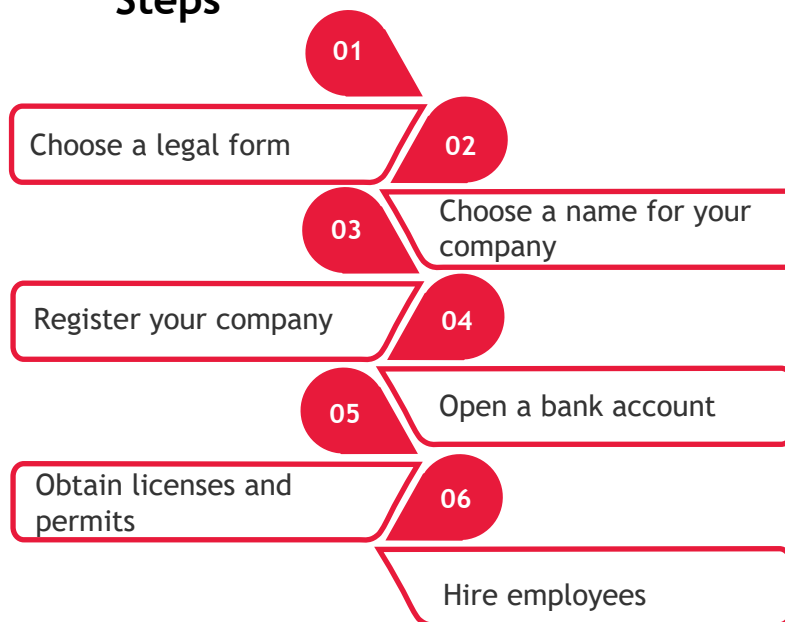 Steps
01
Choose a legal form
02
Choose a name for your
company
03
Register your company
04
Open a bank account
05
Obtain licenses and
permits
06
Hire employees